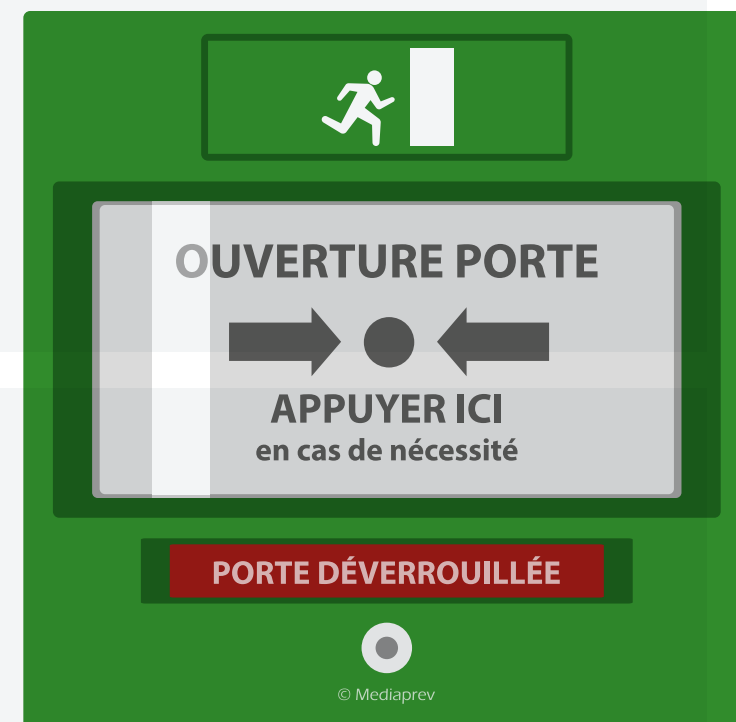 OUVERTURE PORTE
APPUYER ICI
en cas de nécessité
PORTE DÉVERROUILLÉE
© Mediaprev